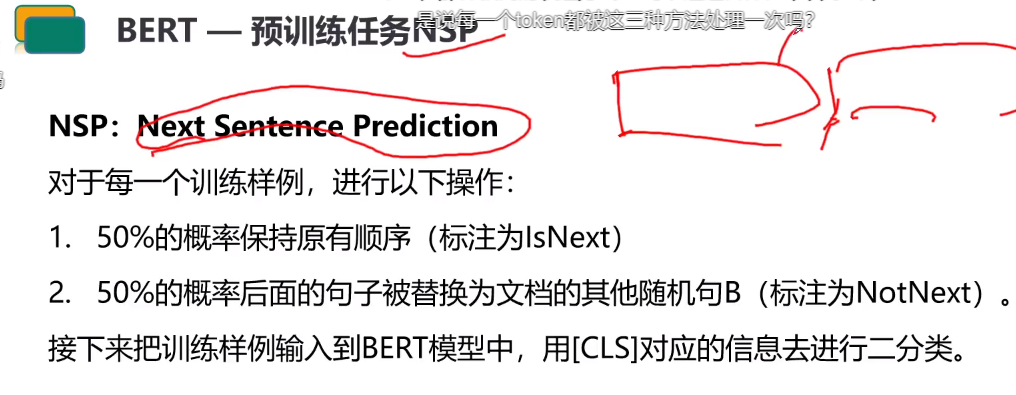 是说每一个token都被这三种方法处理一次吗?
BERT — 预训练任务NSP
NSP：Next Sentence Prediction
对于每一个训练样例，进行以下操作：
1. 50%的概率保持原有顺序（标注为IsNext）
2. 50%的概率后面的句子被替换为文档的其他随机句B（标注为NotNext）。
接下来把训练样例输入到BERT模型中，用[CLS]对应的信息去进行二分类。